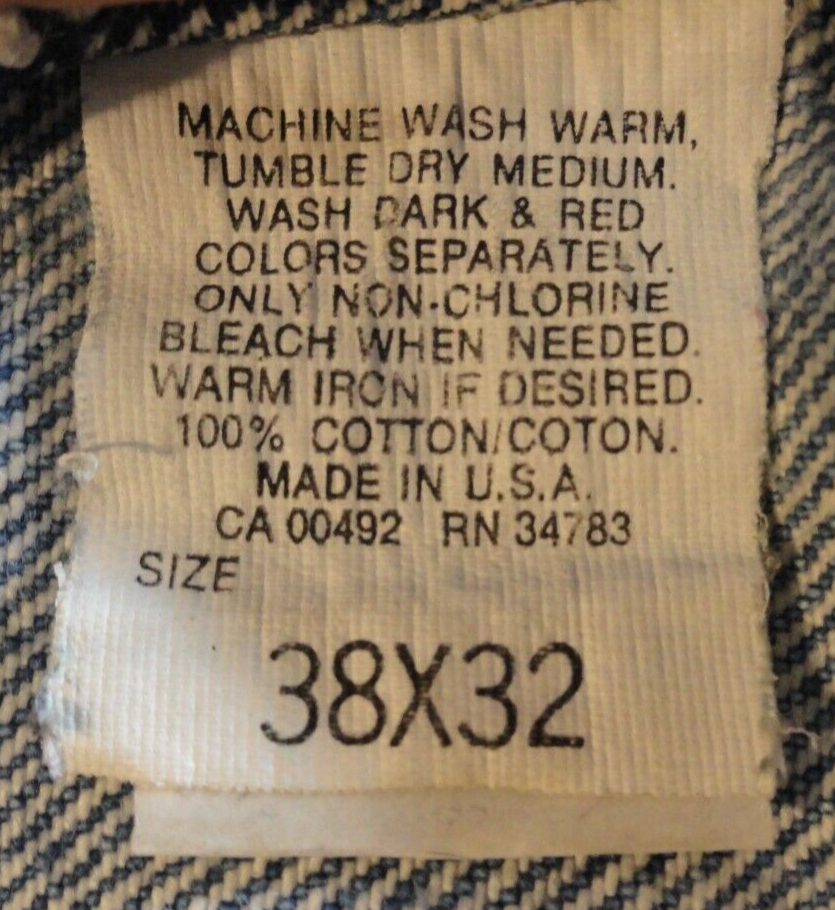 MACHINE WASH WARM,
TUMBLE DRY MEDIUM.
WASH DARK & RED
COLORS SEPARATELY.
ONLY NON-CHLORINE
BLEACH WHEN NEEDED.
WARM IRON IF DESIRED.
100% COTTON/COTON.
MADE IN U.S.A.
CA 00492 RN 34783
SIZE
38X32